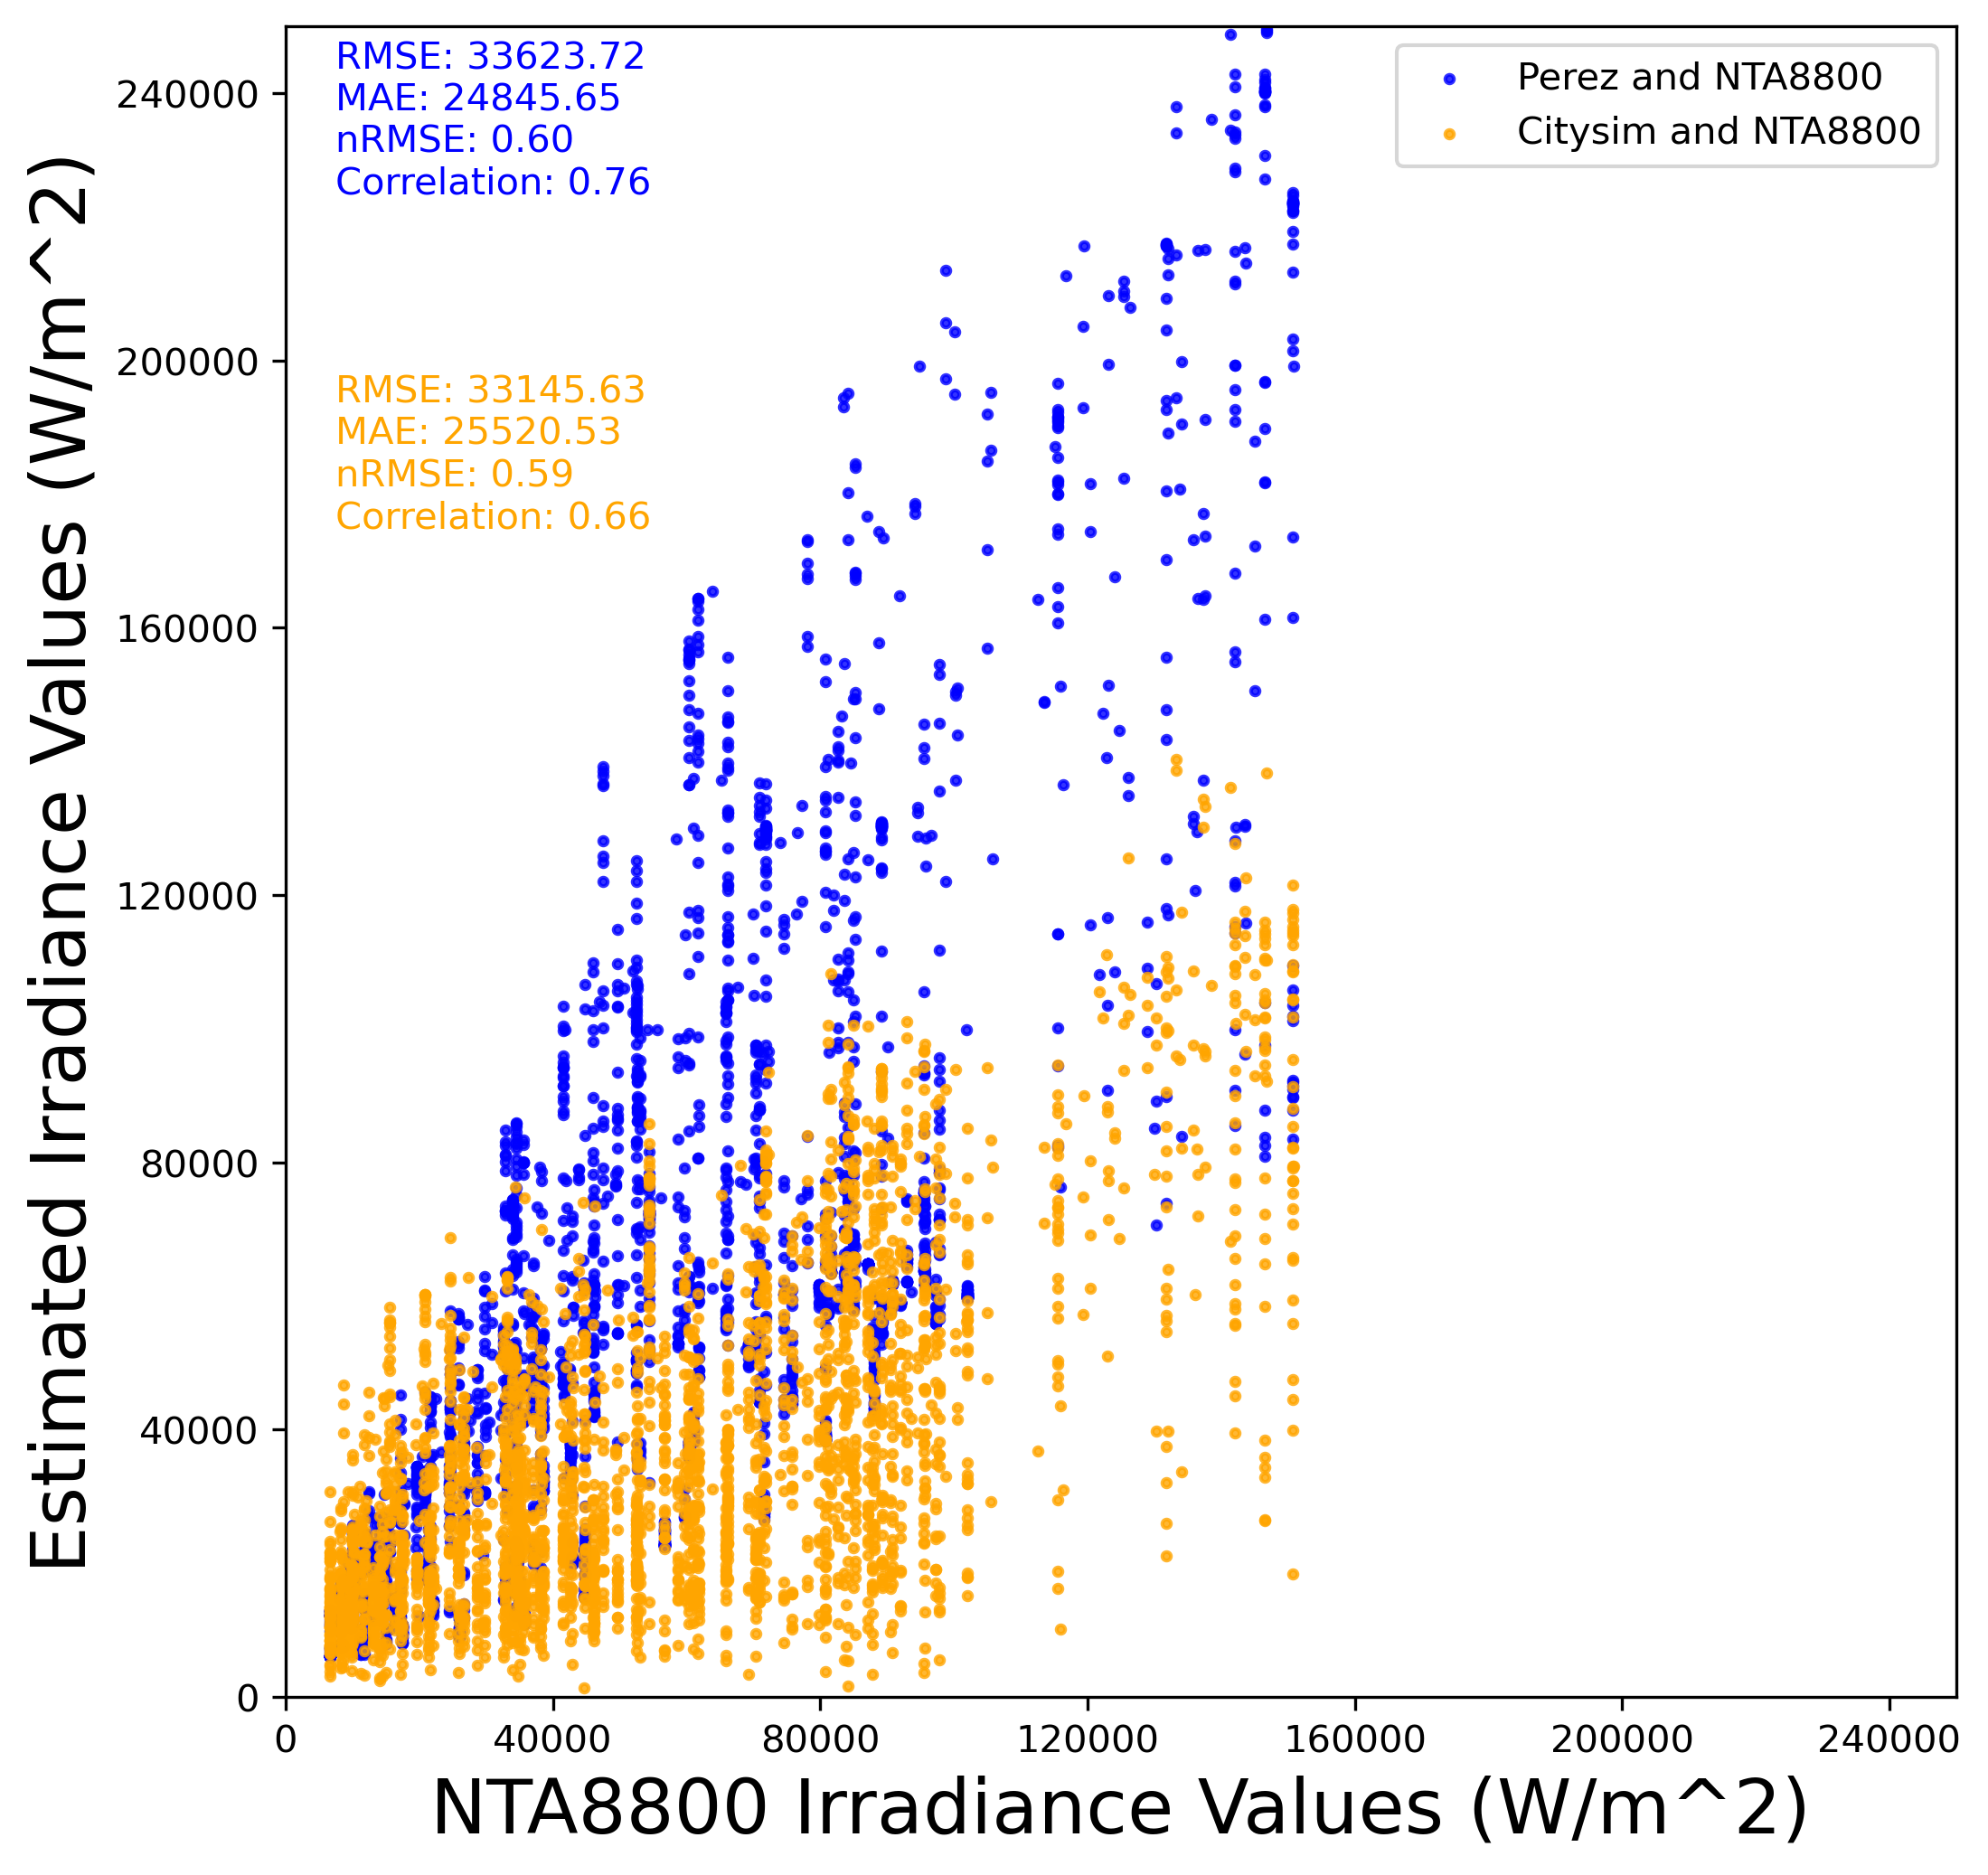 RMSE: 33623.72
MAE: 24845.65
nRMSE: 0.60
Correlation: 0.76
RMSE: 33145.63
MAE: 25520.53
nRMSE: 0.59
Correlation: 0.66
Perez and NTA8800
Citysim and NTA8800
Estimated Irradiance Values (W/m^2)
240000
200000
160000
120000
80000
40000
0
0 40000 80000 120000 160000 200000 240000
NTA8800 Irradiance Values (W/m^2)